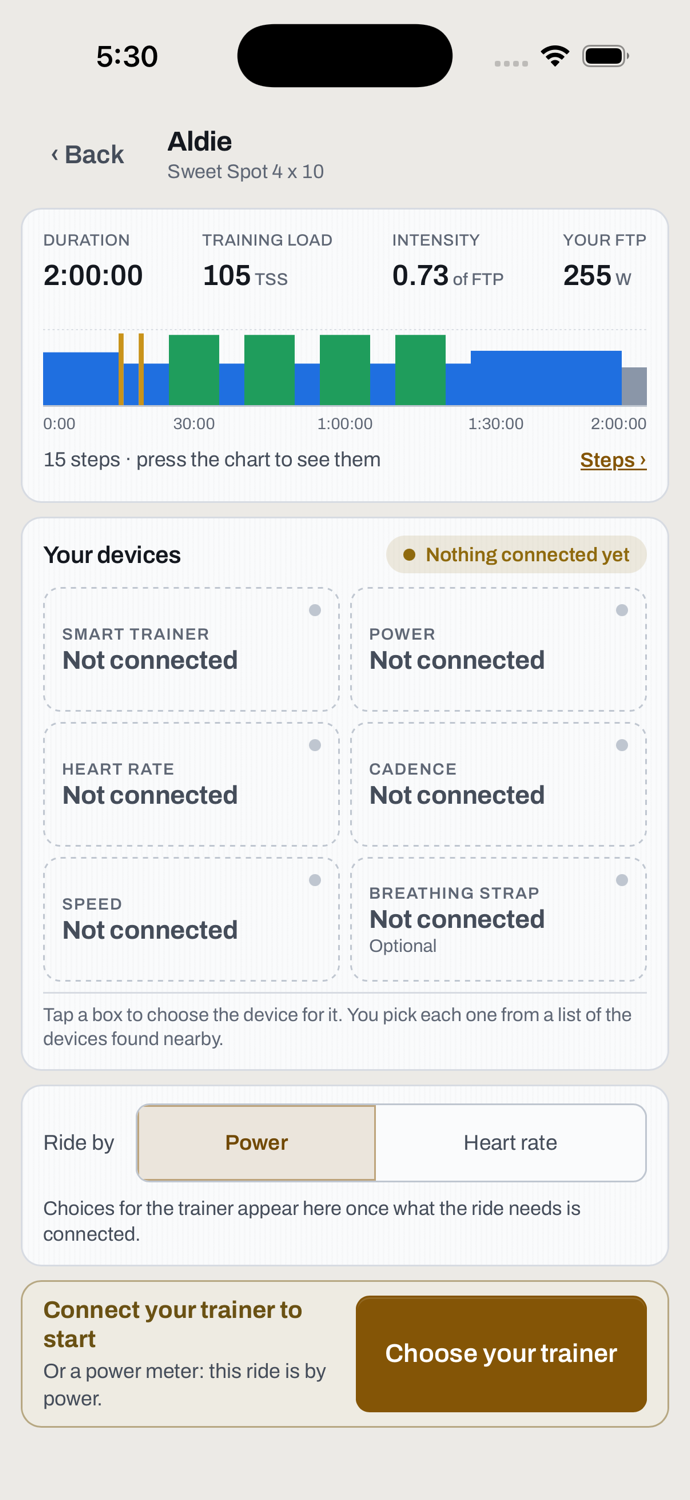 5:30
‹ Back
Aldie
Sweet Spot 4 x 10
DURATION TRAINING LOAD INTENSITY YOUR FTP
2:00:00 105 TSS 0.73 of FTP 255 W
0:00 30:00 1:00:00 1:30:00 2:00:00
15 steps · press the chart to see them Steps ›
Your devices Nothing connected yet
SMART TRAINER
Not connected
POWER
Not connected
HEART RATE
Not connected
CADENCE
Not connected
SPEED
Not connected
BREATHING STRAP
Not connected
Optional
Tap a box to choose the device for it. You pick each one from a list of the
devices found nearby.
Ride by Power Heart rate
Choices for the trainer appear here once what the ride needs is
connected.
Connect your trainer to
start
Or a power meter: this ride is by
power.
Choose your trainer